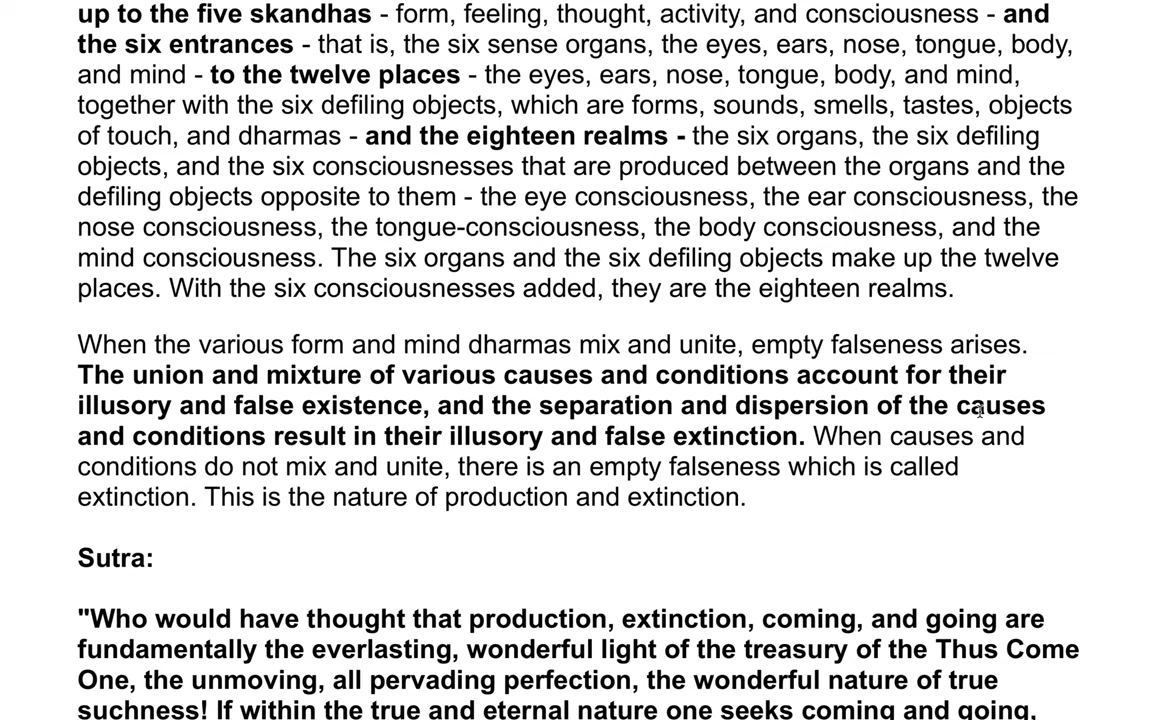 up to the five skandhas - form, feeling, thought, activity, and consciousness - and
the six entrances - that is, the six sense organs, the eyes, ears, nose, tongue, body,
and mind - to the twelve places - the eyes, ears, nose, tongue, body, and mind,
together with the six defiling objects, which are forms, sounds, smells, tastes, objects
of touch, and dharmas - and the eighteen realms - the six organs, the six defiling
objects, and the six consciousnesses that are produced between the organs and the
defiling objects opposite to them - the eye consciousness, the ear consciousness, the
nose consciousness, the tongue-consciousness, the body consciousness, and the
mind consciousness. The six organs and the six defiling objects make up the twelve
places. With the six consciousnesses added, they are the eighteen realms.
When the various form and mind dharmas mix and unite, empty falseness arises.
The union and mixture of various causes and conditions account for their
illusory and false existence, and the separation and dispersion of the causes
and conditions result in their illusory and false extinction. When causes and
conditions do not mix and unite, there is an empty falseness which is called
extinction. This is the nature of production and extinction.
Sutra:
"Who would have thought that production, extinction, coming, and going are
fundamentally the everlasting, wonderful light of the treasury of the Thus Come
One, the unmoving, all pervading perfection, the wonderful nature of true
suchness! If within the true and eternal nature one seeks coming and going,